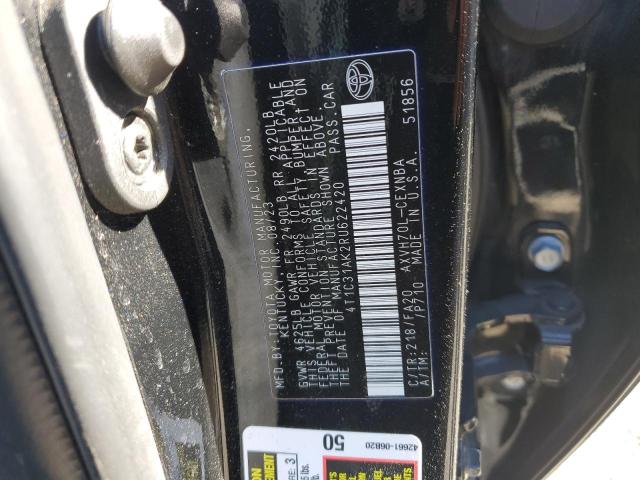 MFD. BY: TOYOTA MOTOR MANUFACTURING,
KENTUCKY, INC. 08/23
GVWR 4625LB GAWR FR 2490LB RR 2420LB
THIS VEHICLE CONFORMS TO ALL APPLICABLE
FEDERAL MOTOR VEHICLE SAFETY, BUMPER, AND
THEFT PREVENTION STANDARDS IN EFFECT ON
THE DATE OF MANUFACTURE SHOWN ABOVE.
4T1C31AK2RU622420 PASS. CAR
C/TR: 218/FA20 AXVH70L-CEXNBA
A/TM: /P710 MADE IN U.S.A. 51856
50
42661-06B20